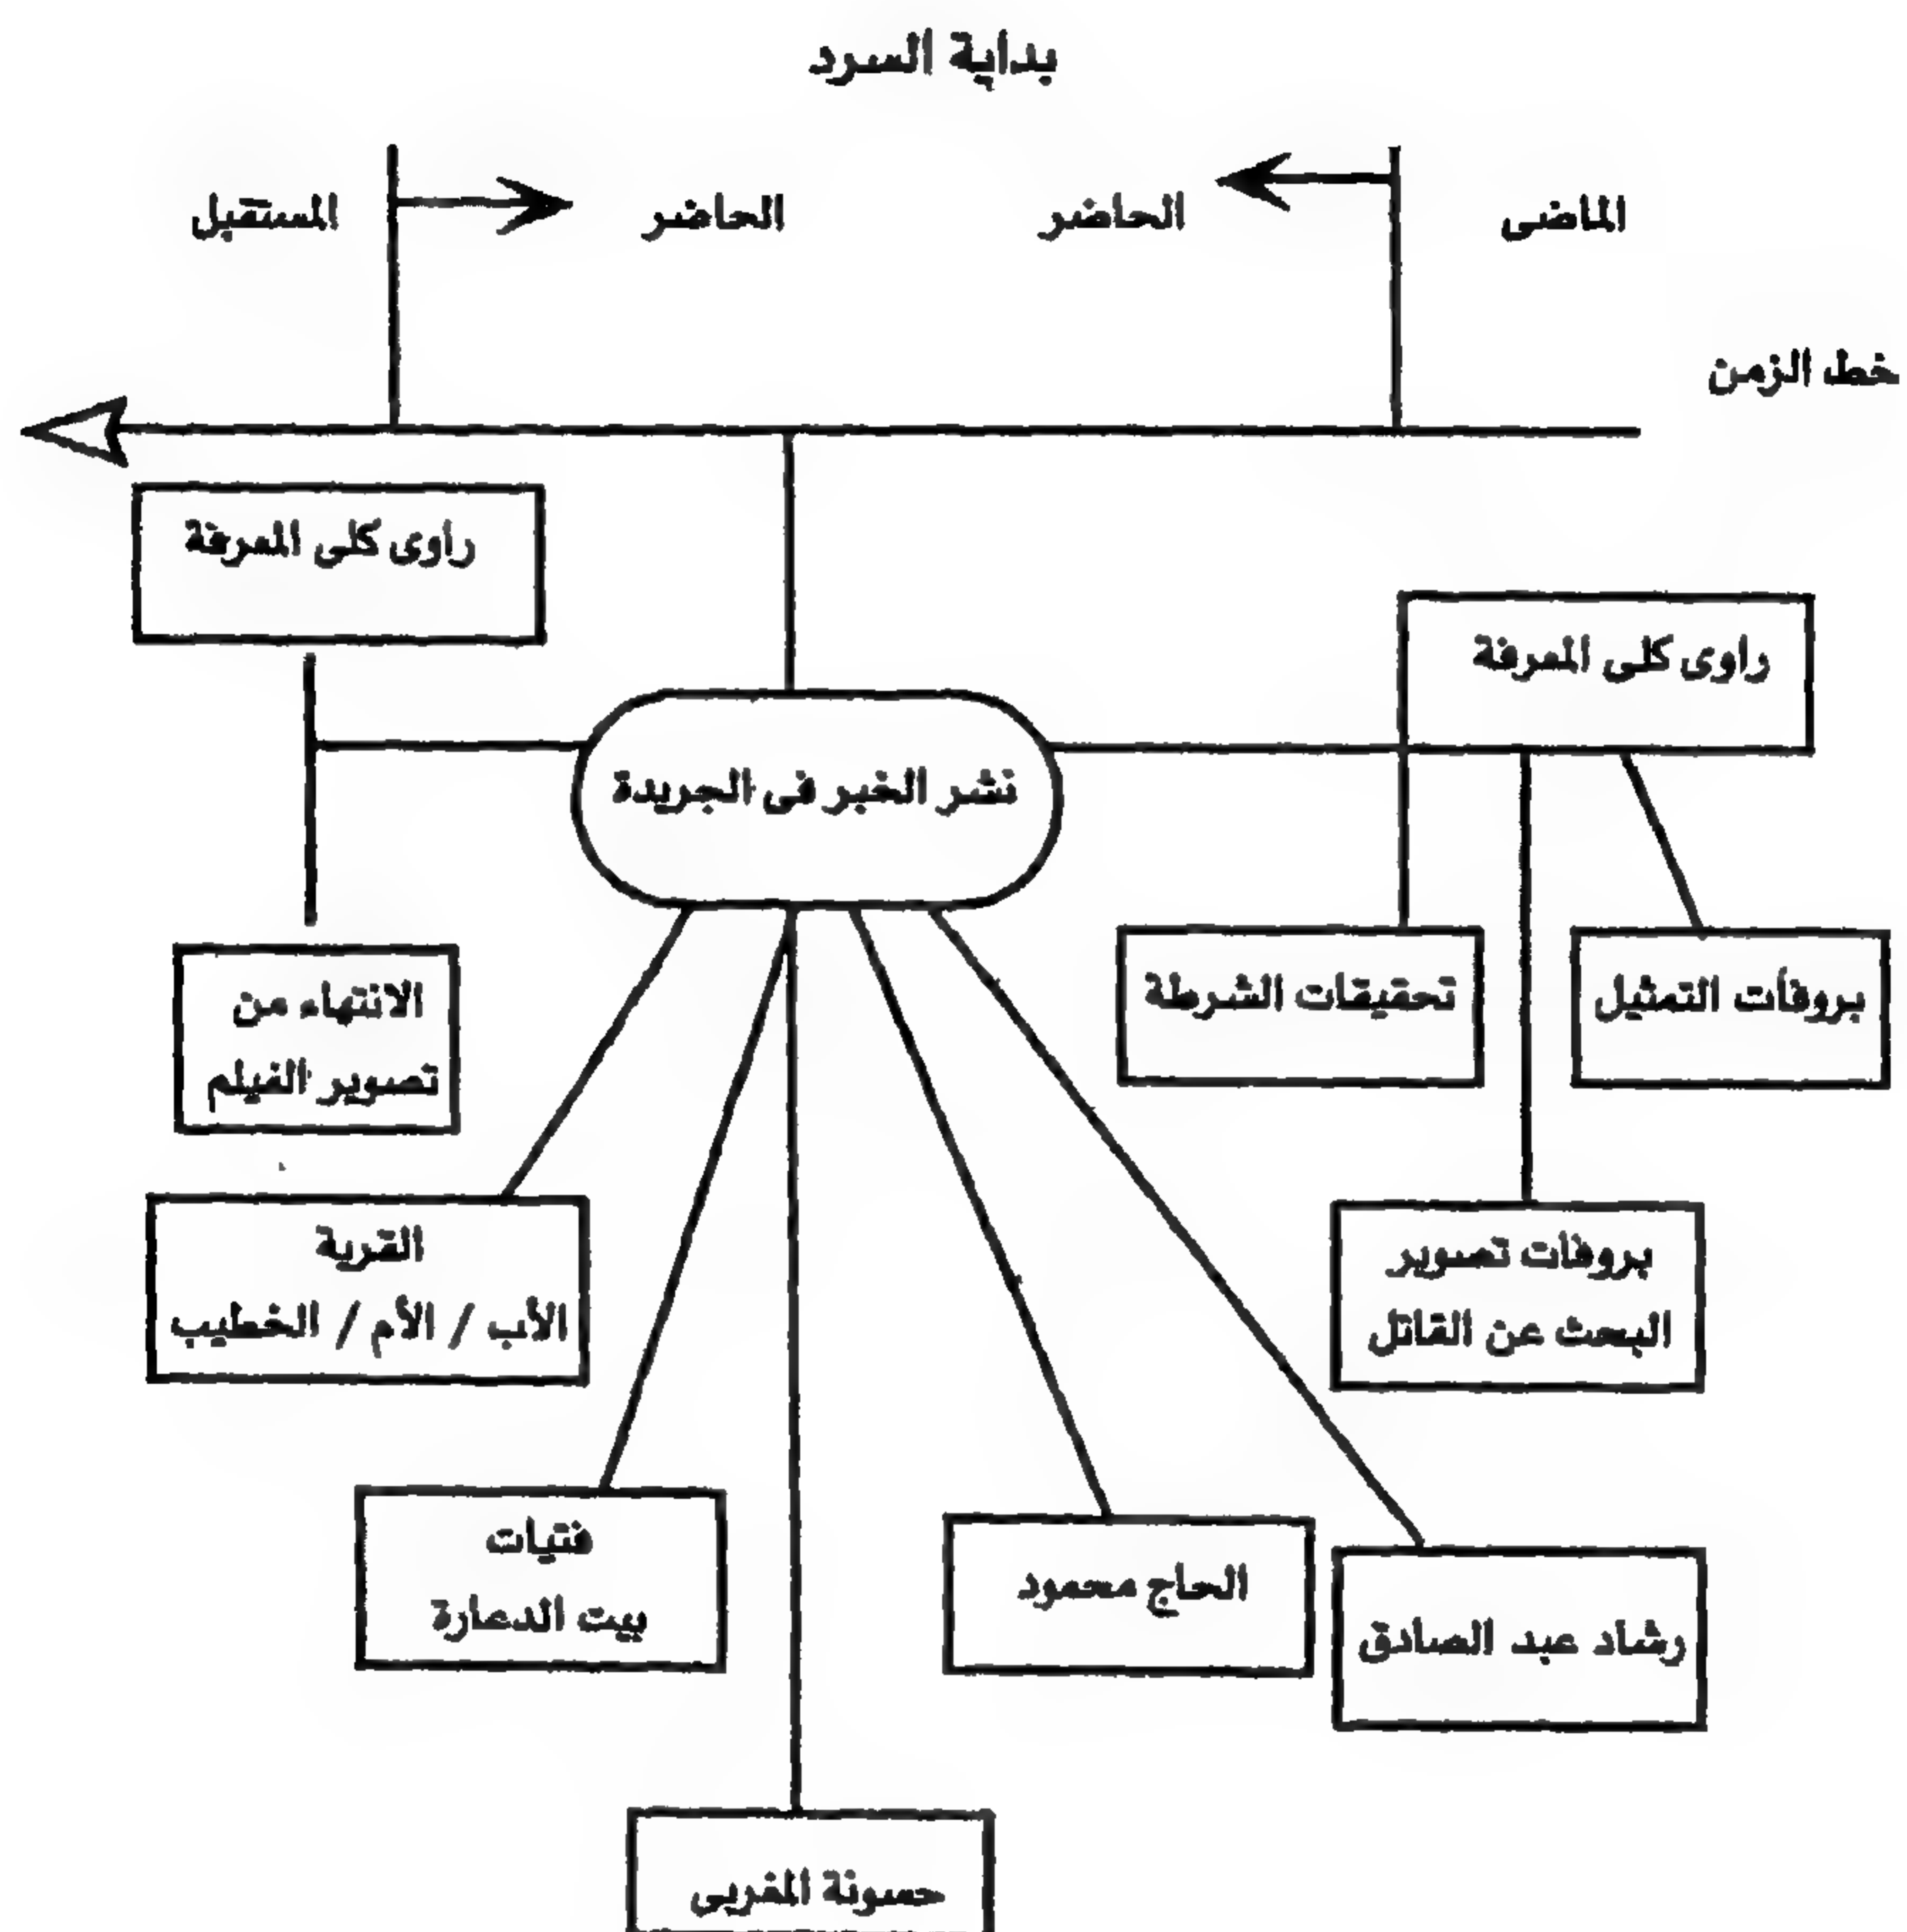 بداية السرد
الماضى
الحاضر
الحاضر
المستقبل
خط الزمن
راوى كلى المعرفة
راوى كلى المعرفة
نشر الخبر فى الجريدة
تحقيقات الشرطة
بروفات التمثيل
الانتهاء من
تصوير الفيلم
بروفات تصوير
البحث عن القاتل
القرية
الأب / الأم / الخطيب
فتيات
بيت الدعارة
الحاج محمود
رشاد عبد الصادق
حسونة المغربى